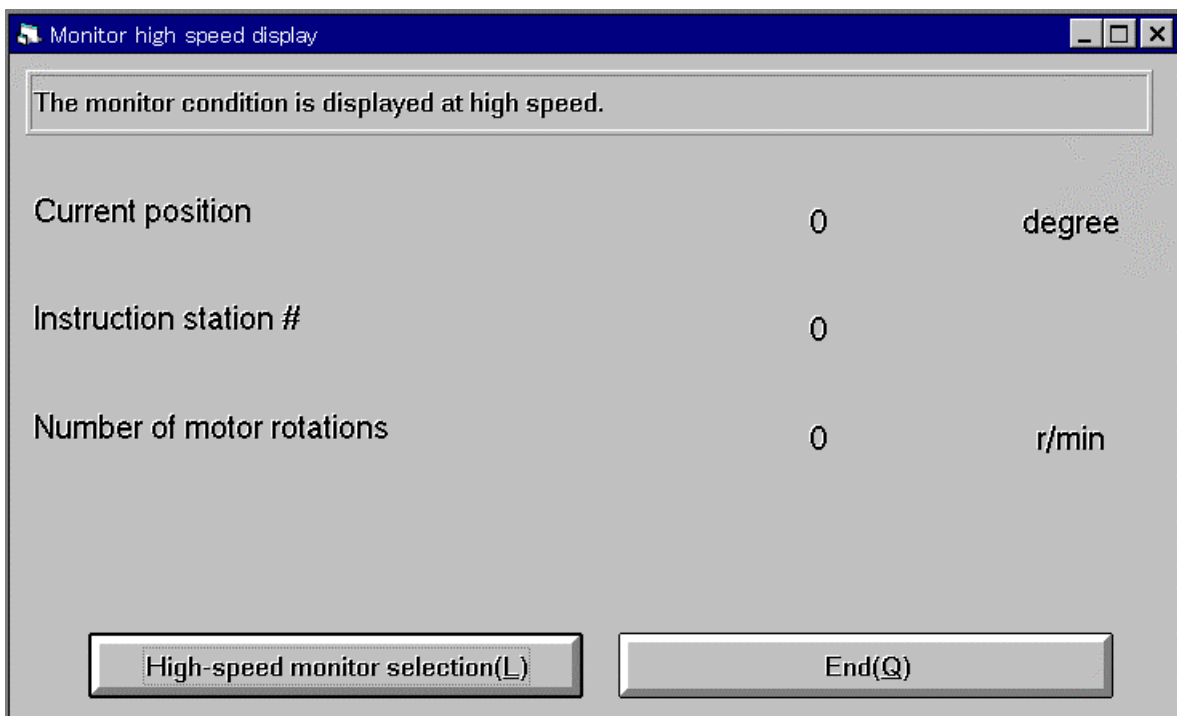 Monitor high speed display
The monitor condition is displayed at high speed.
Current position 0 degree
Instruction station # 0
Number of motor rotations 0 r/min
High-speed monitor selection(L) End(Q)